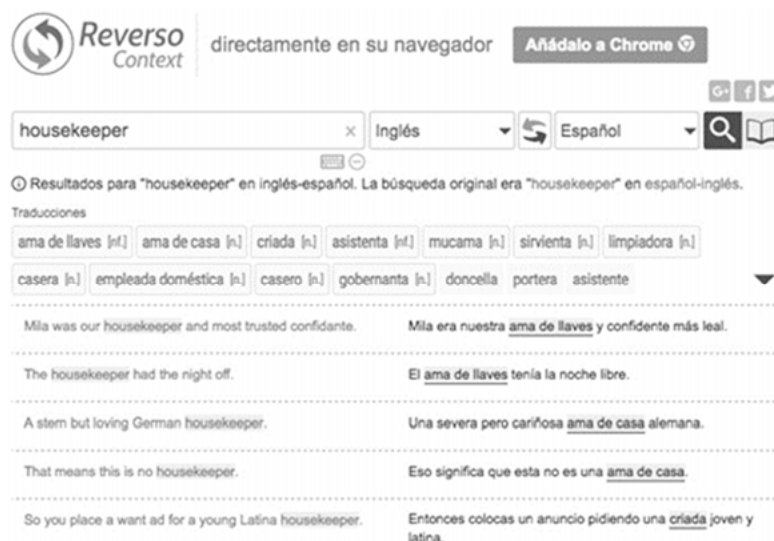 Reverso
Context
directamente en su navegador
Añádalo a Chrome
G+ f
housekeeper × Inglés Español
Resultados para "housekeeper" en inglés-español. La búsqueda original era "housekeeper" en español-inglés.
Traducciones
ama de llaves [nf.] ama de casa [n.] criada [n.] asistenta [nf.] mucama [n.] sirvienta [n.] limpiadora [n.]
casera [n.] empleada doméstica [n.] casero [n.] gobernanta [n.] doncella portera asistente
Mila was our housekeeper and most trusted confidante. Mila era nuestra ama de llaves y confidente más leal.
The housekeeper had the night off. El ama de llaves tenía la noche libre.
A stern but loving German housekeeper. Una severa pero cariñosa ama de casa alemana.
That means this is no housekeeper. Eso significa que esta no es una ama de casa.
So you place a want ad for a young Latina housekeeper. Entonces colocas un anuncio pidiendo una criada joven y
latina.